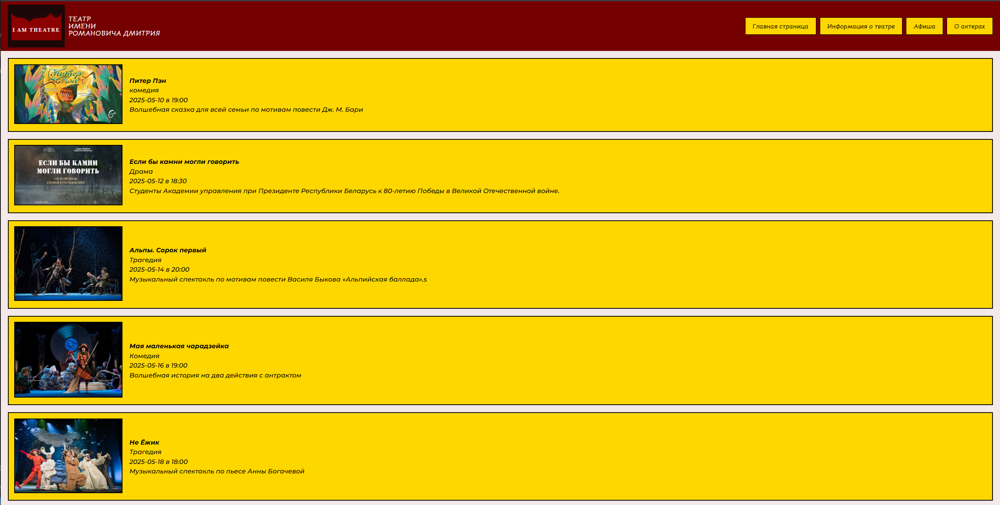 I AM THEATRE
ТЕАТР
ИМЕНИ
РОМАНОВИЧА ДМИТРИЯ
Главная страница
Информация о театре
Афиша
О актерах
Питер
Пэн
6+
Питер Пэн
комедия
2025-05-10 в 19:00
Волшебная сказка для всей семьи по мотивам повести Дж. М. Бари
ЕСЛИ БЫ КАМНИ
МОГЛИ ГОВОРИТЬ
К 80-ЛЕТИЮ ПОБЕДЫ
В ВЕЛИКОЙ ОТЕЧЕСТВЕННОЙ ВОЙНЕ
12+
Если бы камни могли говорить
Драма
2025-05-12 в 18:30
Студенты Академии управления при Президенте Республики Беларусь к 80-летию Победы в Великой Отечественной войне.
Альпы. Сорок первый
Трагедия
2025-05-14 в 20:00
Музыкальный спектакль по мотивам повести Василя Быкова «Альпийская баллада».s
Мая маленькая чарадзейка
Комедия
2025-05-16 в 19:00
Волшебная история на два действия с антрактом
Не Ёжик
Трагедия
2025-05-18 в 18:00
Музыкальный спектакль по пьесе Анны Богачевой